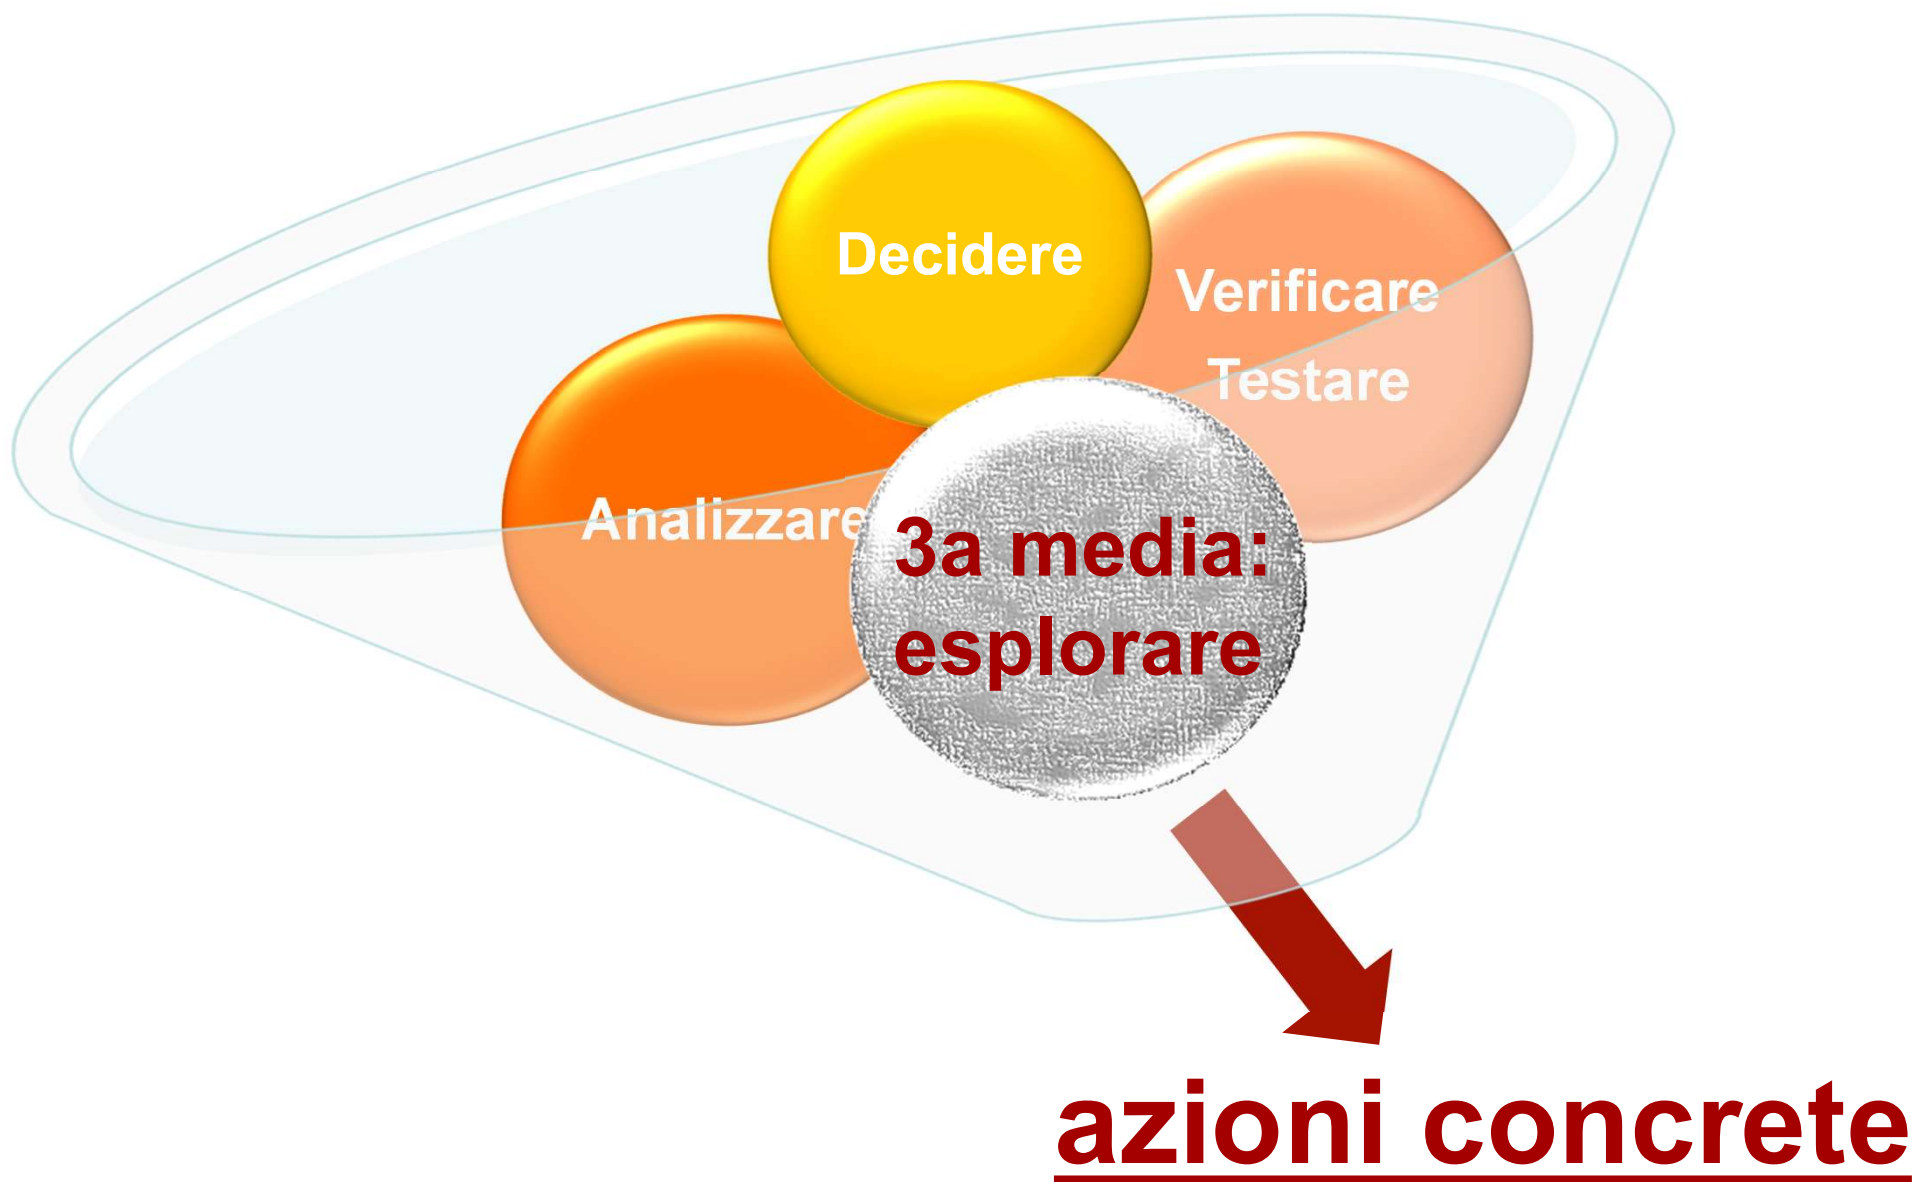 Decidere
Verificare
Testare
Analizzare
3a media:
esplorare
azioni concrete